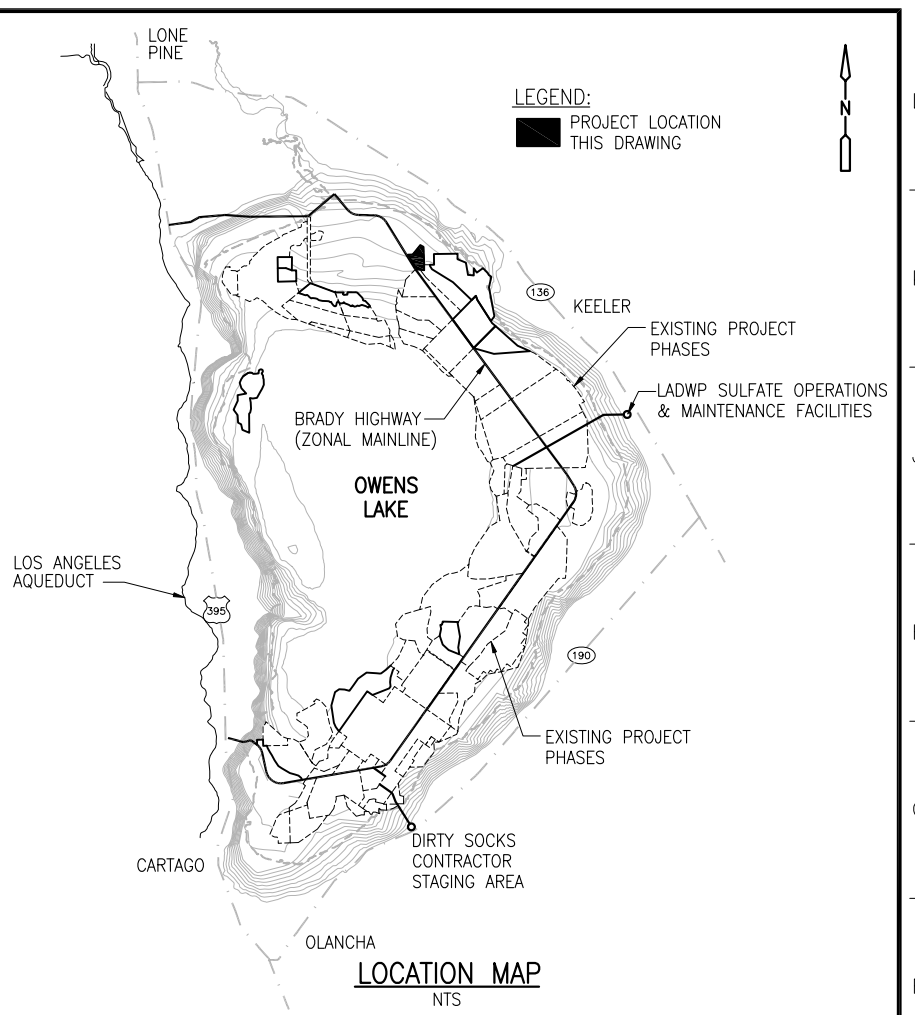 LONE
PINE
LEGEND:
PROJECT LOCATION
THIS DRAWING
N
136
KEELER
EXISTING PROJECT
PHASES
LADWP SULFATE OPERATIONS
& MAINTENANCE FACILITIES
BRADY HIGHWAY
(ZONAL MAINLINE)
OWENS
LAKE
LOS ANGELES
AQUEDUCT
395
190
EXISTING PROJECT
PHASES
DIRTY SOCKS
CONTRACTOR
STAGING AREA
CARTAGO
OLANCHA
LOCATION MAP
NTS